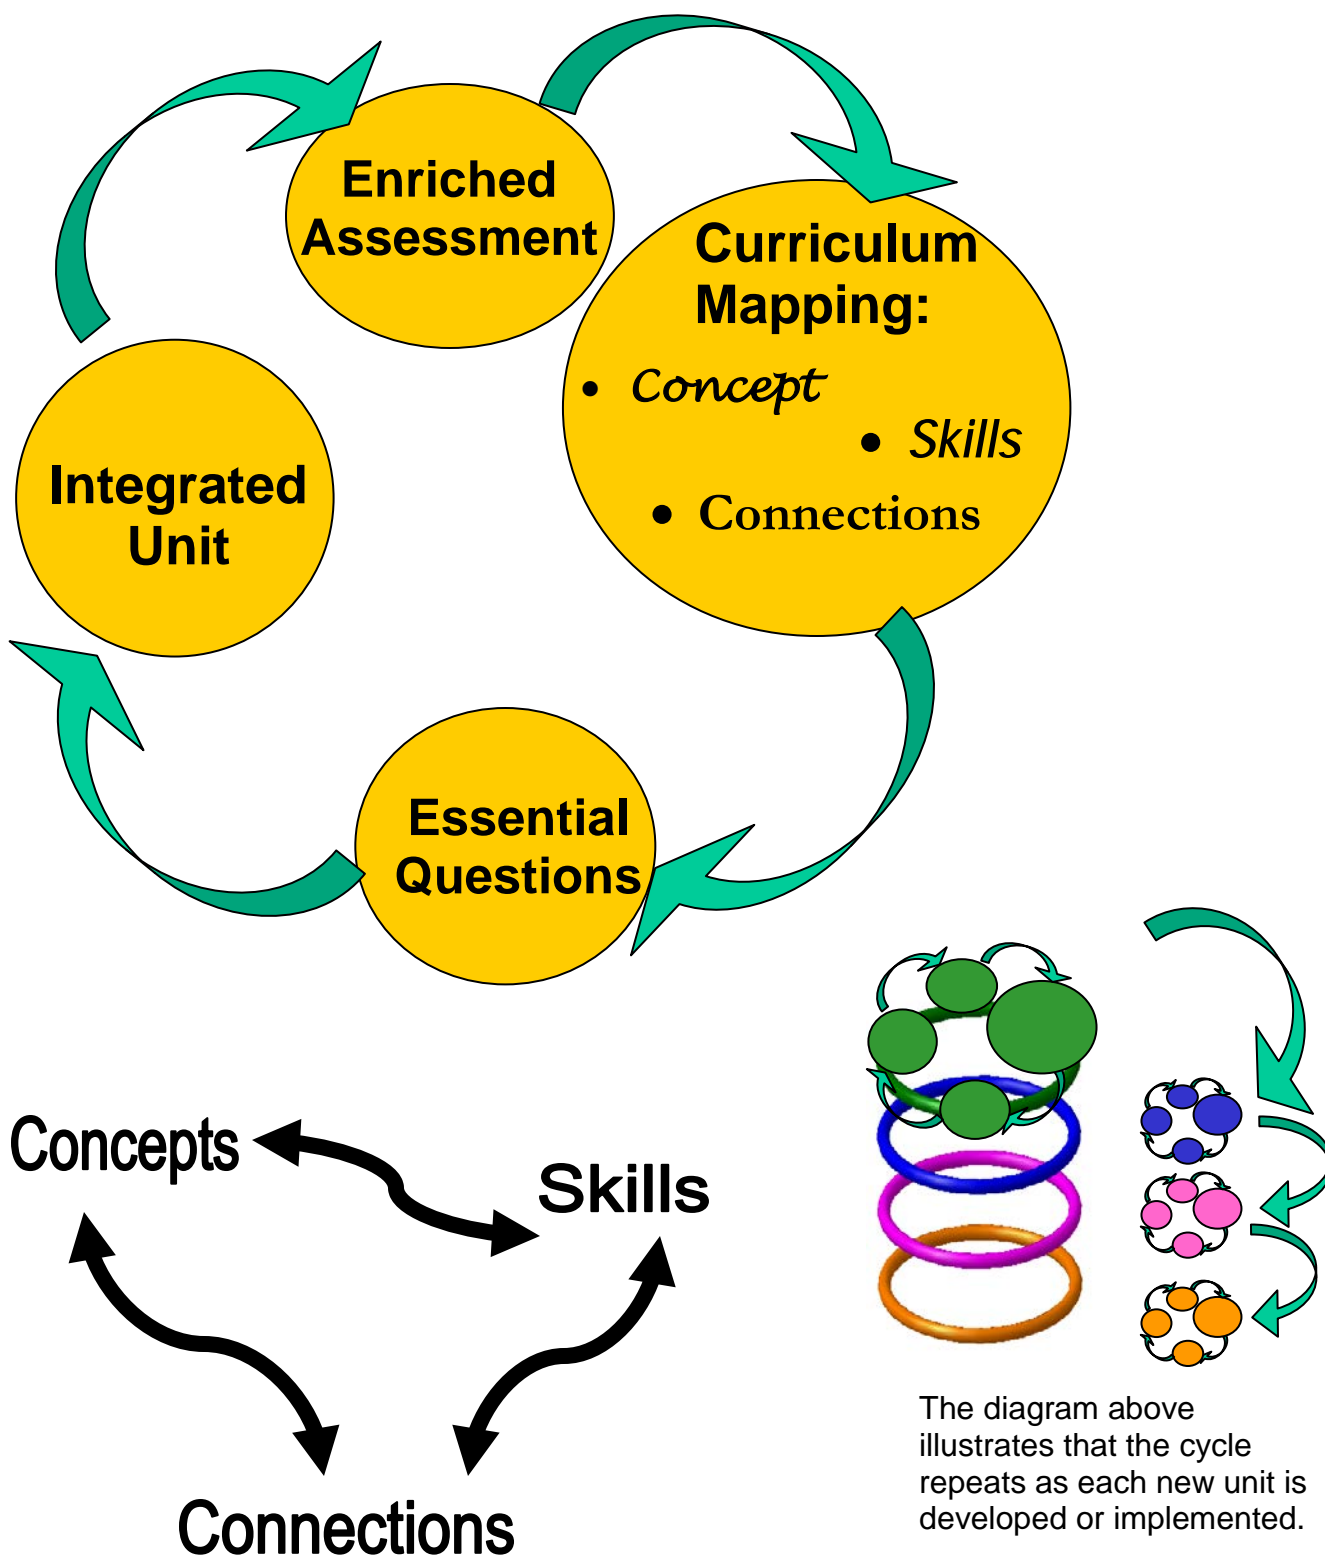 Enriched
Assessment
Curriculum
Mapping:
• Concept
• Skills
• Connections
Integrated
Unit
Essential
Questions
Concepts
Skills
Connections
The diagram above
illustrates that the cycle
repeats as each new unit is
developed or implemented.